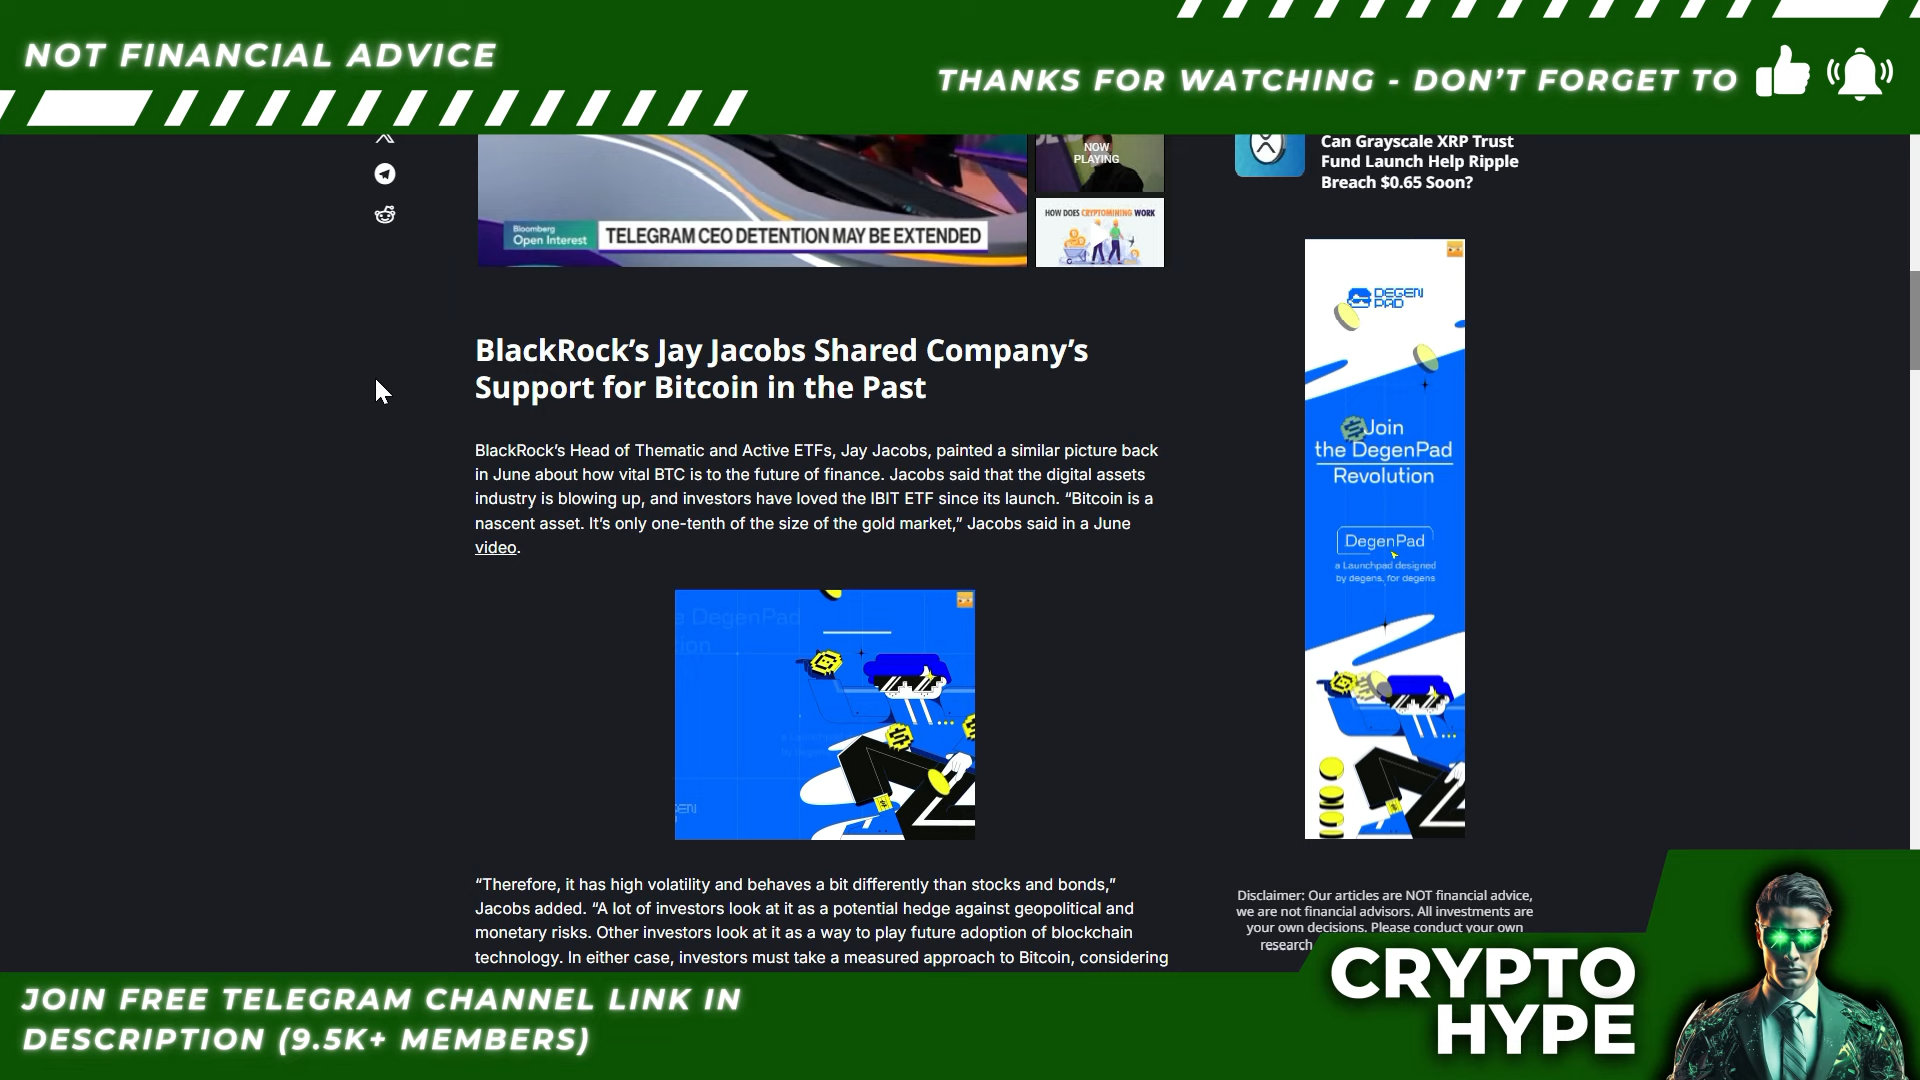 NOT FINANCIAL ADVICE
THANKS FOR WATCHING - DON'T FORGET TO
NOW
PLAYING
HOW DOES CRYPTOMINING WORK
Bloomberg
Open Interest
TELEGRAM CEO DETENTION MAY BE EXTENDED
Can Grayscale XRP Trust
Fund Launch Help Ripple
Breach $0.65 Soon?
BlackRock’s Jay Jacobs Shared Company’s
Support for Bitcoin in the Past
BlackRock’s Head of Thematic and Active ETFs, Jay Jacobs, painted a similar picture back
in June about how vital BTC is to the future of finance. Jacobs said that the digital assets
industry is blowing up, and investors have loved the IBIT ETF since its launch. “Bitcoin is a
nascent asset. It’s only one-tenth of the size of the gold market,” Jacobs said in a June
video.
“Therefore, it has high volatility and behaves a bit differently than stocks and bonds,”
Jacobs added. “A lot of investors look at it as a potential hedge against geopolitical and
monetary risks. Other investors look at it as a way to play future adoption of blockchain
technology. In either case, investors must take a measured approach to Bitcoin, considering
DEGEN
PAD
Join
the DegenPad
Revolution
DegenPad
a Launchpad designed
by degens, for degens
Disclaimer: Our articles are NOT financial advice,
we are not financial advisors. All investments are
your own decisions. Please conduct your own
research
JOIN FREE TELEGRAM CHANNEL LINK IN
DESCRIPTION (9.5K+ MEMBERS)
CRYPTO
HYPE